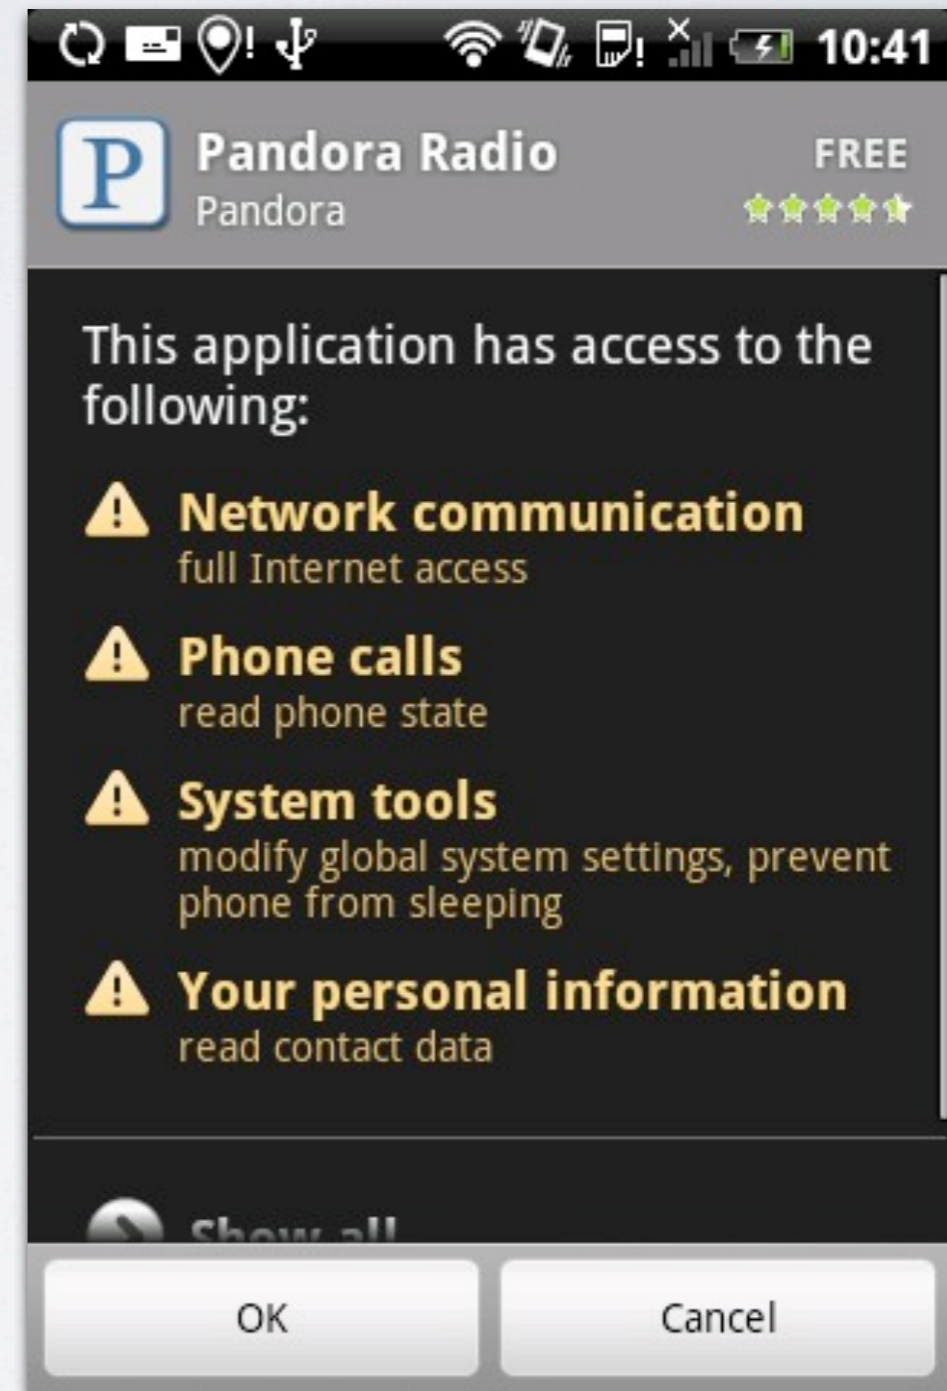 10:41
P
Pandora Radio
FREE
Pandora
This application has access to the
following:
Network communication
full Internet access
Phone calls
read phone state
System tools
modify global system settings, prevent
phone from sleeping
Your personal information
read contact data
Show all
OK
Cancel